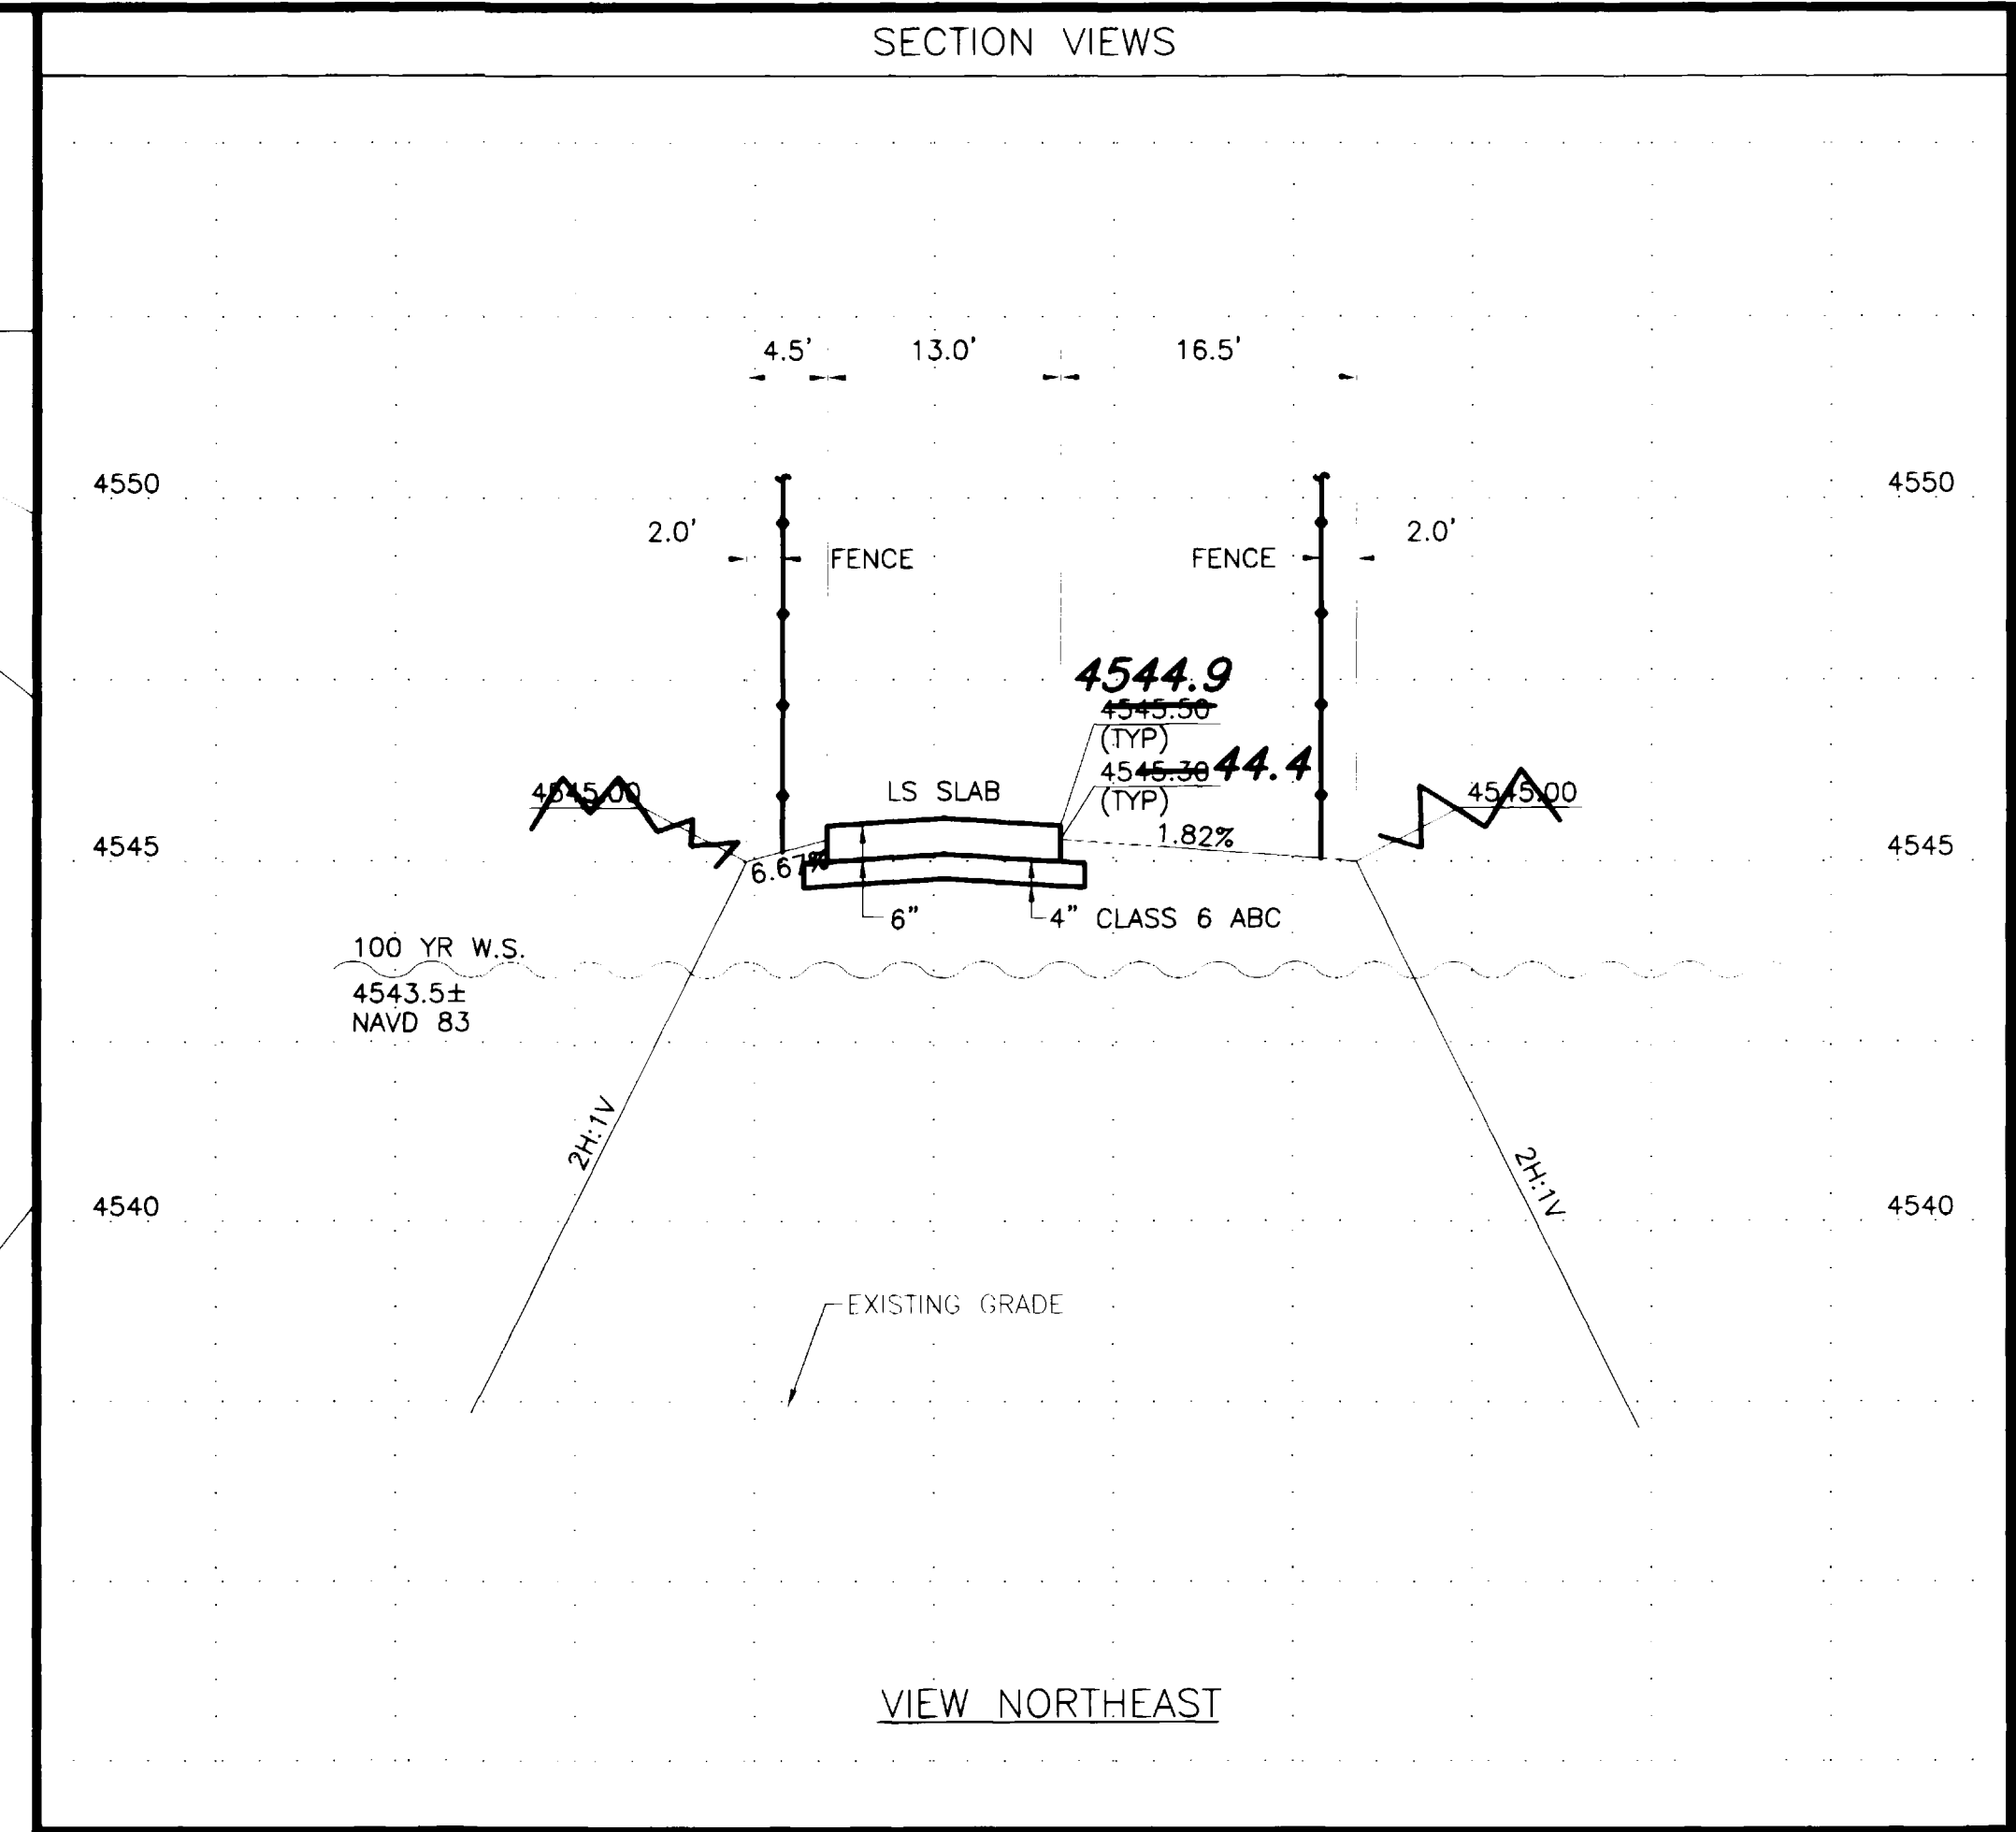 SECTION VIEWS
4.5' 13.0' 16.5'
4550 4550
2.0' 2.0'
FENCE FENCE
4544.9
4545.50
(TYP)
4545.30 44.4
(TYP)
4545.00 LS SLAB 4545.00
1.82%
4545 4545
6.67%
6" 4" CLASS 6 ABC
100 YR W.S.
4543.5±
NAVD 83
2H:1V 2H:1V
4540 4540
EXISTING GRADE
VIEW NORTHEAST